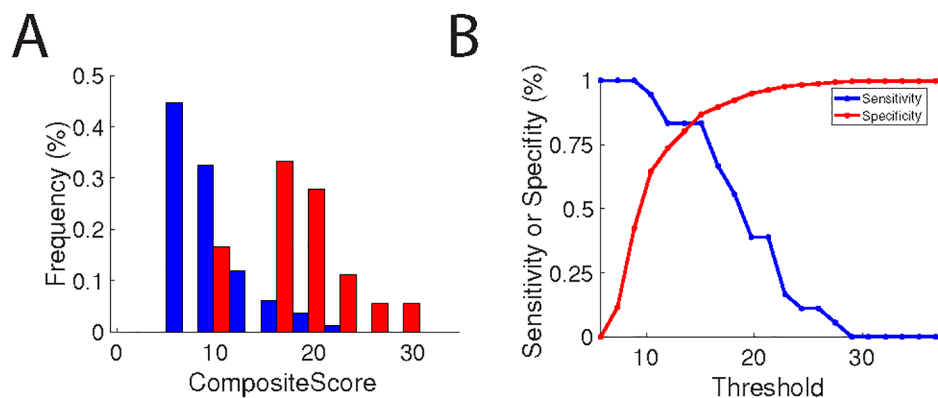 A
B
0.5
0.4
0.3
0.2
0.1
0
Frequency (%)
0
10
20
30
CompositeScore
1
0.75
0.5
0.25
0
Sensitivity or Specifity (%)
Sensitivity
Specificity
10
20
30
Threshold